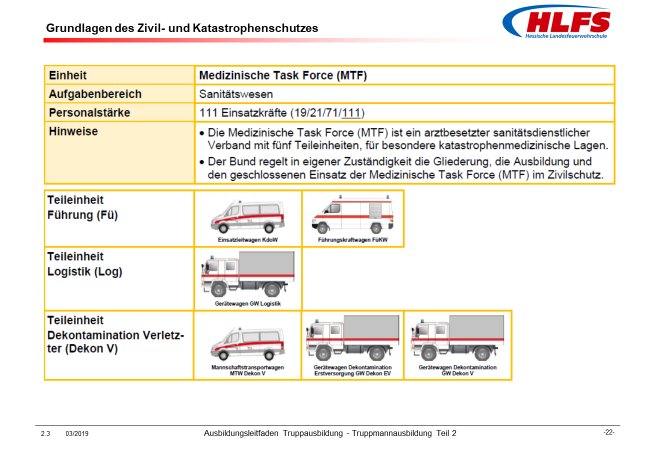 Grundlagen des Zivil- und Katastrophenschutzes
HLFS
Hessische Landesfeuerwehrschule
Einheit
Medizinische Task Force (MTF)
Aufgabenbereich
Sanitätswesen
Personalstärke
111 Einsatzkräfte (19/21/71/111)
Hinweise
• Die Medizinische Task Force (MTF) ist ein arztbesetzter sanitätsdienstlicher
Verband mit fünf Teileinheiten, für besondere katastrophenmedizinische Lagen.
• Der Bund regelt in eigener Zuständigkeit die Gliederung, die Ausbildung und
den geschlossenen Einsatz der Medizinische Task Force (MTF) im Zivilschutz.
Teileinheit
Führung (Fü)
Einsatzleitwagen KdoW
Führungskraftwagen FüKW
Teileinheit
Logistik (Log)
Gerätewagen GW Logistik
Teileinheit
Dekontamination Verletz-
ter (Dekon V)
Mannschaftstransportwagen
MTW Dekon V
Gerätewagen Dekontamination
Erstversorgung GW Dekon EV
Gerätewagen Dekontamination
GW Dekon V
2.3 03/2019 Ausbildungsleitfaden Truppausbildung - Truppmannausbildung Teil 2 -22-